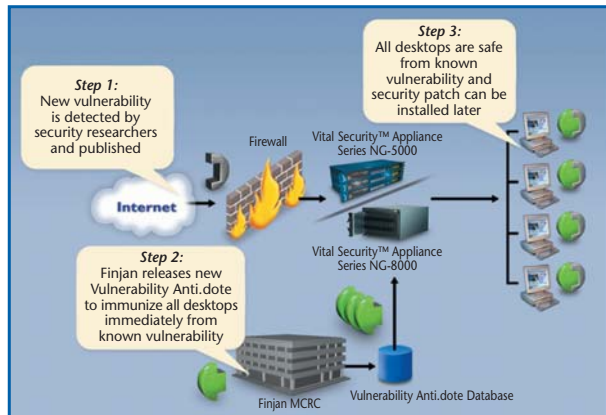 Step 1:
New vulnerability
is detected by
security researchers
and published
Step 3:
All desktops are safe
from known
vulnerability and
security patch can be
installed later
Firewall
Vital Security™ Appliance
Series NG-5000
Internet
Vital Security™ Appliance
Series NG-8000
Step 2:
Finjan releases new
Vulnerability Anti.dote
to immunize all desktops
immediately from
known vulnerability
Finjan MCRC
Vulnerability Anti.dote Database